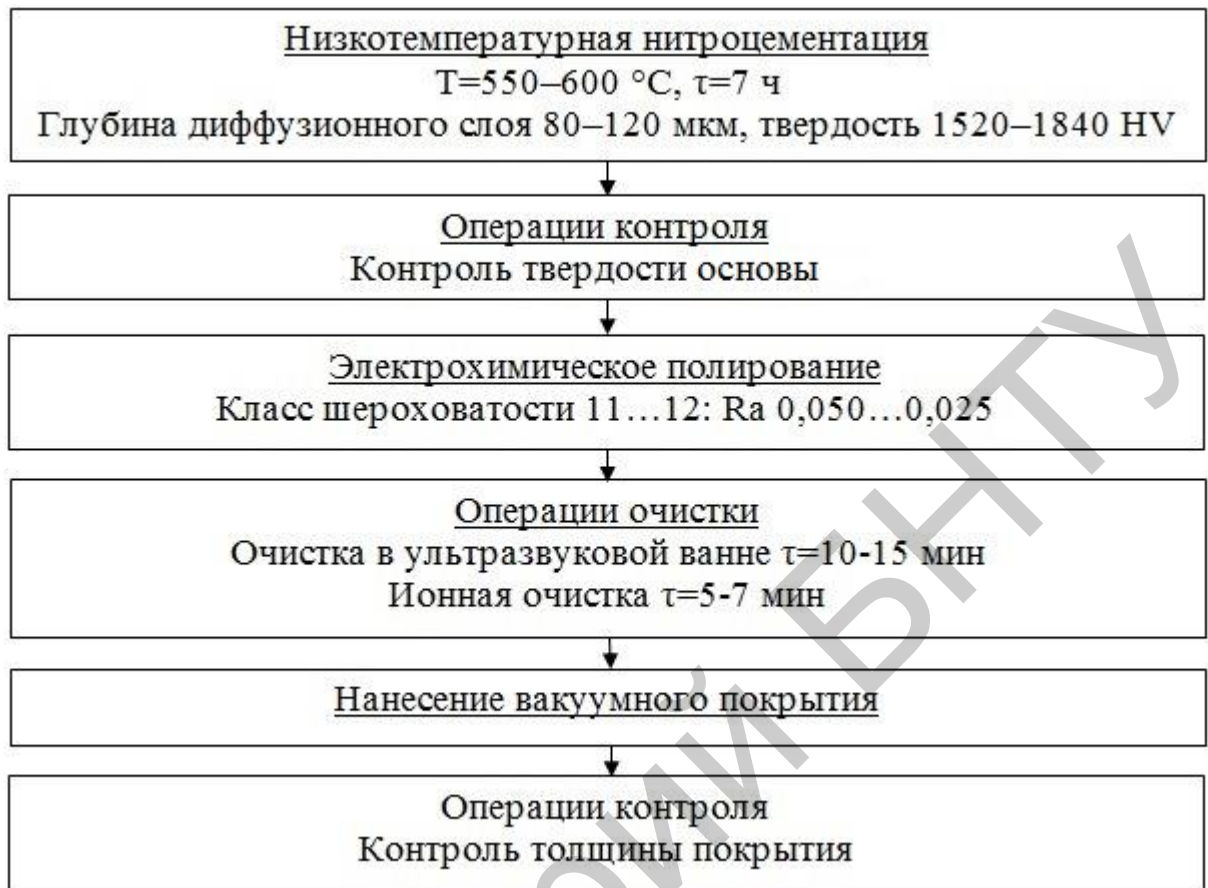 Низкотемпературная нитроцементация
T=550–600 °C, τ=7 ч
Глубина диффузионного слоя 80–120 мкм, твердость 1520–1840 HV
Операции контроля
Контроль твердости основы
Электрохимическое полирование
Класс шероховатости 11…12: Ra 0,050…0,025
Операции очистки
Очистка в ультразвуковой ванне τ=10-15 мин
Ионная очистка τ=5-7 мин
Нанесение вакуумного покрытия
Операции контроля
Контроль толщины покрытия
БНТУ